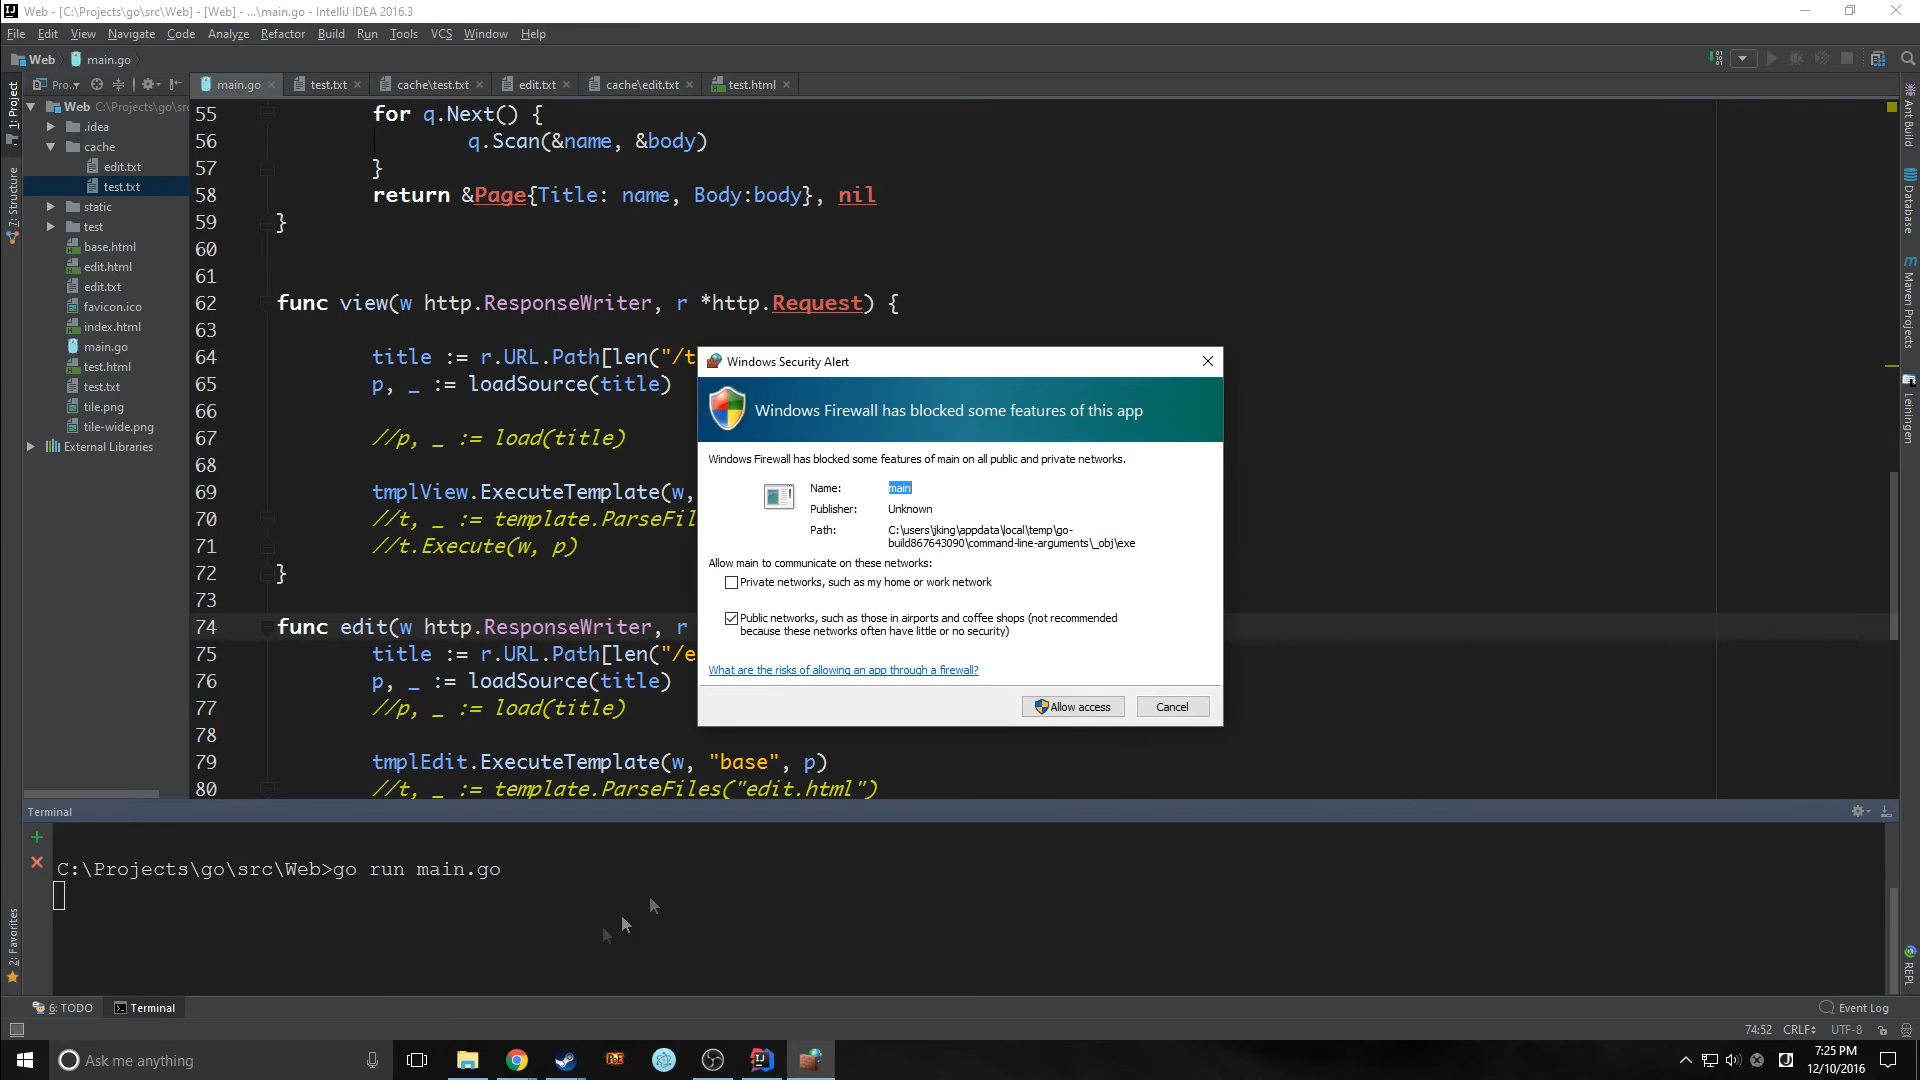 Web - [C:\Projects\go\src\Web] - [Web] - ...\main.go - IntelliJ IDEA 2016.3
File Edit View Navigate Code Analyze Refactor Build Run Tools VCS Window Help
Web main.go
Pro..
main.go test.txt cache\test.txt edit.txt cache\edit.txt test.html
1: Project
7: Structure
2: Favorites
Web C:\Projects\go\src
.idea
cache
edit.txt
test.txt
static
test
base.html
edit.html
edit.txt
favicon.ico
index.html
main.go
test.html
test.txt
tile.png
tile-wide.png
External Libraries
55 for q.Next() {
56 q.Scan(&name, &body)
57 }
58 return &Page{Title: name, Body:body}, nil
59 }
60
61
62 func view(w http.ResponseWriter, r *http.Request) {
63
64 title := r.URL.Path[len("/t
65 p, _ := loadSource(title)
66
67 //p, _ := load(title)
68
69 tmplView.ExecuteTemplate(w,
70 //t, _ := template.ParseFil
71 //t.Execute(w, p)
72 }
73
74 func edit(w http.ResponseWriter, r
75 title := r.URL.Path[len("/e
76 p, _ := loadSource(title)
77 //p, _ := load(title)
78
79 tmplEdit.ExecuteTemplate(w, "base", p)
80 //t, _ := template.ParseFiles("edit.html")
Windows Security Alert
Windows Firewall has blocked some features of this app
Windows Firewall has blocked some features of main on all public and private networks.
Name: main
Publisher: Unknown
Path: C:\users\jking\appdata\local\temp\go-
build867643090\command-line-arguments\_obj\exe
Allow main to communicate on these networks:
Private networks, such as my home or work network
Public networks, such as those in airports and coffee shops (not recommended
because these networks often have little or no security)
What are the risks of allowing an app through a firewall?
Allow access Cancel
Ant Build
Database
Maven Projects
Leiningen
REPL
Terminal
C:\Projects\go\src\Web>go run main.go
6: TODO Terminal Event Log
74:52 CRLF UTF-8
Ask me anything
7:25 PM
12/10/2016